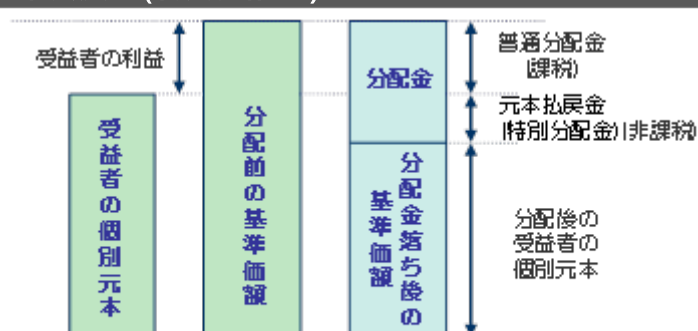 受益者の利益
受益者の個別元本
分配前の基準価額
分配金
分配金落ち後の
基準価額
普通分配金
(課税)
元本払戻金
(特別分配金)(非課税)
分配後の
受益者の
個別元本